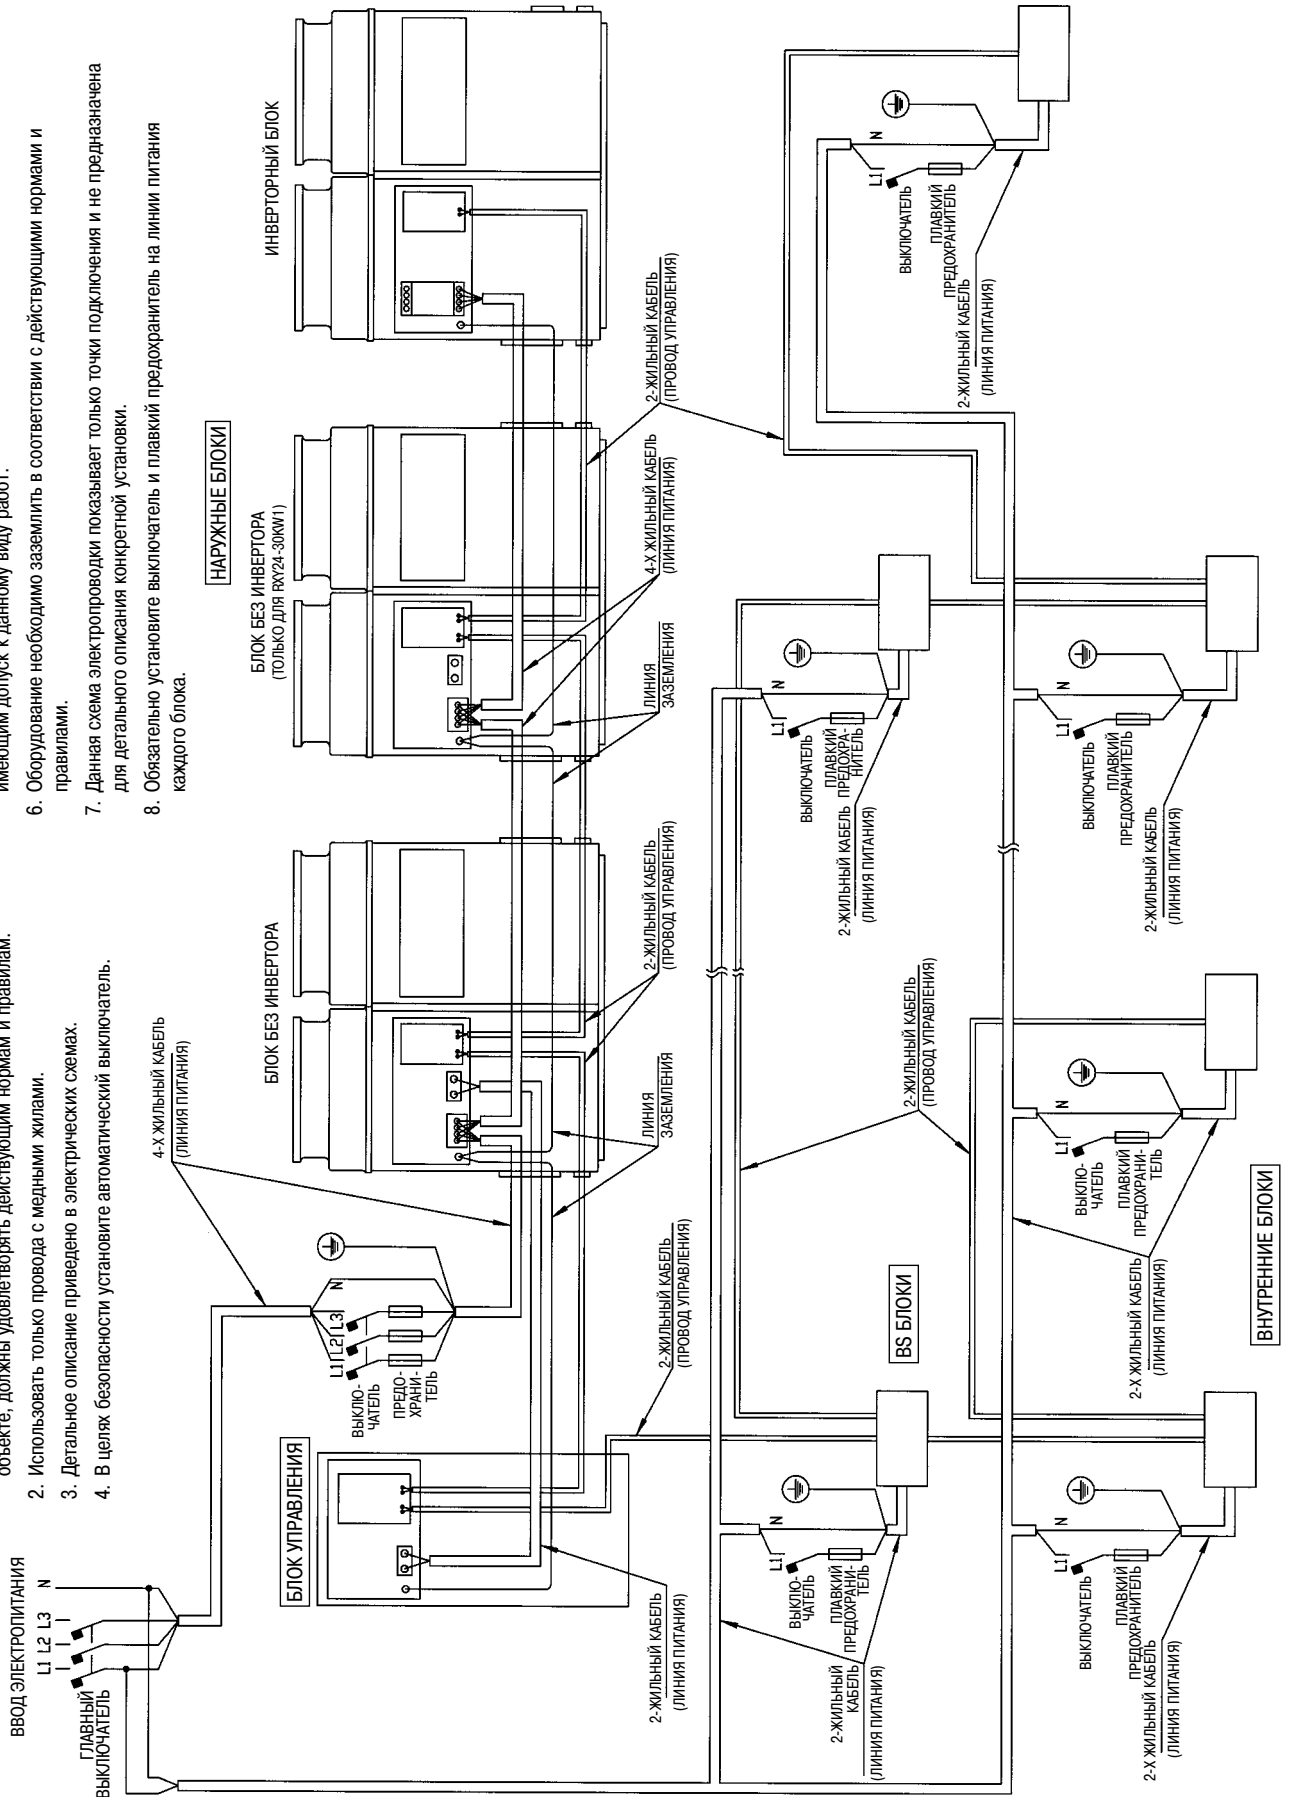 объекте, должны удовлетворять действующим нормам и правилам.
2. Использовать только провода с медными жилами.
3. Детальное описание приведено в электрических схемах.
4. В целях безопасности установите автоматический выключатель.
имеющим допуск к данному виду работ.
6. Оборудование необходимо заземлить в соответствии с действующими нормами и
правилами.
7. Данная схема электропроводки показывает только точки подключения и не предназначена
для детального описания конкретной установки.
8. Обязательно установите выключатель и плавкий предохранитель на линии питания
каждого блока.
ВВОД ЭЛЕКТРОПИТАНИЯ
L1 L2 L3 N
ГЛАВНЫЙ
ВЫКЛЮЧАТЕЛЬ
4-Х ЖИЛЬНЫЙ КАБЕЛЬ
(ЛИНИЯ ПИТАНИЯ)
НАРУЖНЫЕ БЛОКИ
БЛОК БЕЗ ИНВЕРТОРА
БЛОК БЕЗ ИНВЕРТОРА
(ТОЛЬКО ДЛЯ RXY24-30KW1)
ИНВЕРТОРНЫЙ БЛОК
L1 L2 L3 N
ВЫКЛЮ-
ЧАТЕЛЬ
ПРЕДО-
ХРАНИ-
ТЕЛЬ
БЛОК УПРАВЛЕНИЯ
2-ЖИЛЬНЫЙ КАБЕЛЬ
(ЛИНИЯ ПИТАНИЯ)
2-ЖИЛЬНЫЙ КАБЕЛЬ
(ПРОВОД УПРАВЛЕНИЯ)
ЛИНИЯ
ЗАЗЕМЛЕНИЯ
2-ЖИЛЬНЫЙ КАБЕЛЬ
(ПРОВОД УПРАВЛЕНИЯ)
ЛИНИЯ
ЗАЗЕМЛЕНИЯ
4-Х ЖИЛЬНЫЙ КАБЕЛЬ
(ЛИНИЯ ПИТАНИЯ)
2-ЖИЛЬНЫЙ КАБЕЛЬ
(ПРОВОД УПРАВЛЕНИЯ)
L1 N
ВЫКЛЮ-
ЧАТЕЛЬ
ПЛАВКИЙ
ПРЕДОХРАНИ-
ТЕЛЬ
2-ЖИЛЬНЫЙ
КАБЕЛЬ
(ЛИНИЯ ПИТАНИЯ)
BS БЛОКИ
2-ЖИЛЬНЫЙ КАБЕЛЬ
(ПРОВОД УПРАВЛЕНИЯ)
L1 N
ВЫКЛЮЧАТЕЛЬ
ПЛАВКИЙ
ПРЕДОХРА-
НИТЕЛЬ
2-ЖИЛЬНЫЙ КАБЕЛЬ
(ЛИНИЯ ПИТАНИЯ)
L1 N
ВЫКЛЮЧАТЕЛЬ
ПЛАВКИЙ
ПРЕДОХРАНИТЕЛЬ
2-ЖИЛЬНЫЙ КАБЕЛЬ
(ЛИНИЯ ПИТАНИЯ)
L1 N
ВЫКЛЮЧАТЕЛЬ
ПЛАВКИЙ
ПРЕДОХРАНИТЕЛЬ
2-Х ЖИЛЬНЫЙ КАБЕЛЬ
(ЛИНИЯ ПИТАНИЯ)
L1 N
ВЫКЛЮ-
ЧАТЕЛЬ
ПЛАВКИЙ
ПРЕДОХРАНИ-
ТЕЛЬ
2-Х ЖИЛЬНЫЙ КАБЕЛЬ
(ЛИНИЯ ПИТАНИЯ)
L1 N
ВЫКЛЮЧАТЕЛЬ
ПЛАВКИЙ
ПРЕДОХРАНИТЕЛЬ
2-ЖИЛЬНЫЙ КАБЕЛЬ
(ЛИНИЯ ПИТАНИЯ)
ВНУТРЕННИЕ БЛОКИ